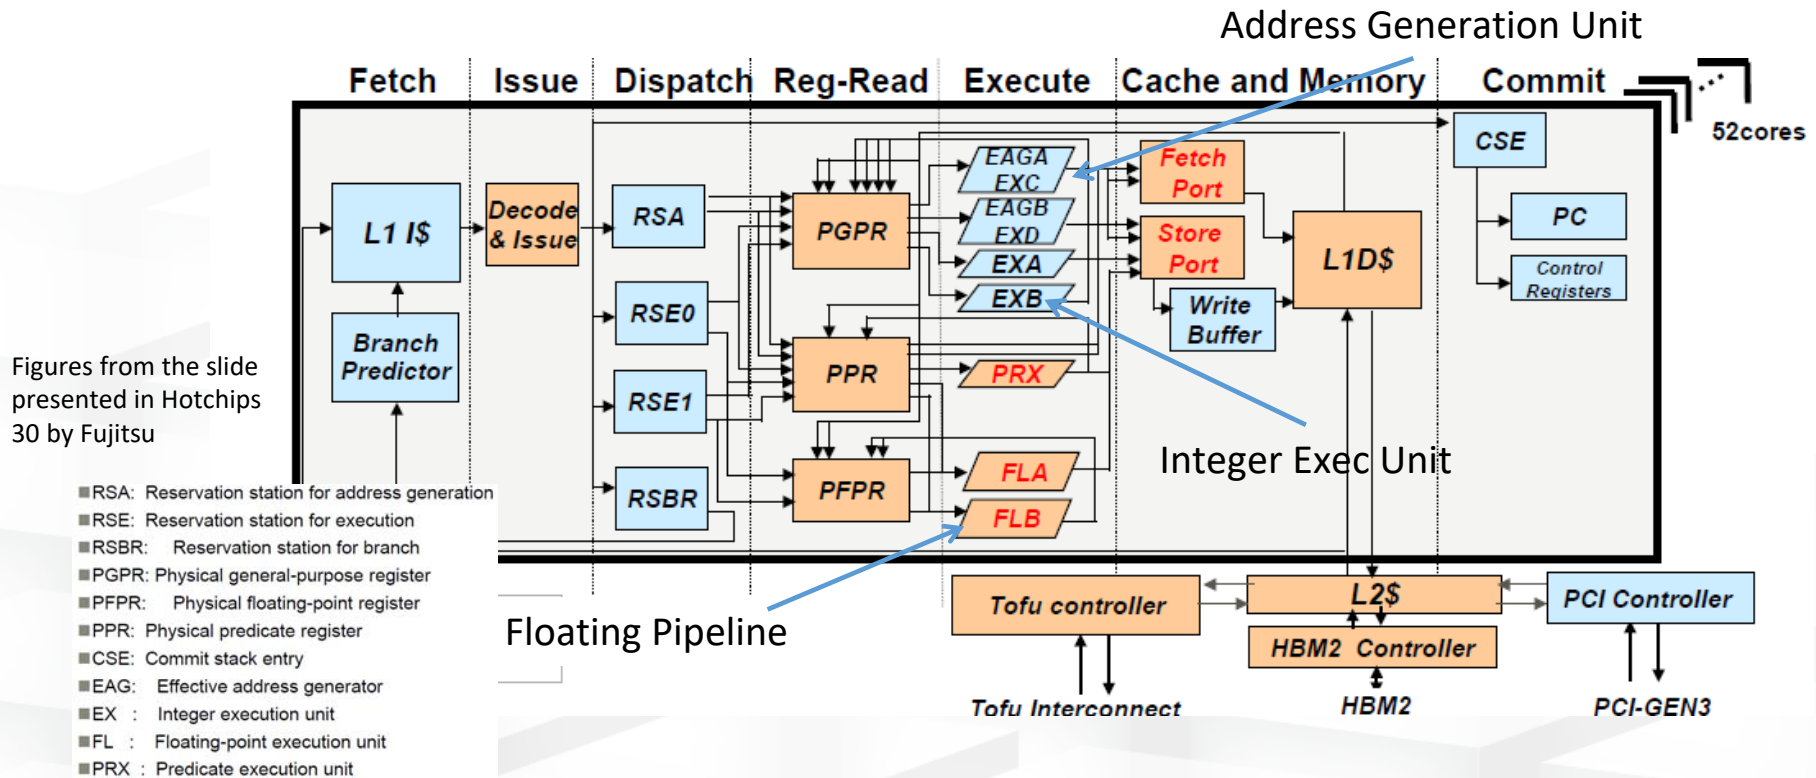 Address Generation Unit
Fetch
Issue
Dispatch
Reg-Read
Execute
Cache and Memory
Commit
52cores
L1 I$
Branch
Predictor
Decode
& Issue
RSA
RSE0
RSE1
RSBR
PGPR
PPR
PFPR
EAGA
EXC
EAGB
EXD
EXA
EXB
PRX
FLA
FLB
Fetch
Port
Store
Port
Write
Buffer
L1D$
CSE
PC
Control
Registers
Integer Exec Unit
Floating Pipeline
Tofu controller
L2$
HBM2 Controller
PCI Controller
Tofu Interconnect
HBM2
PCI-GEN3
Figures from the slide
presented in Hotchips
30 by Fujitsu
■RSA: Reservation station for address generation
■RSE: Reservation station for execution
■RSBR: Reservation station for branch
■PGPR: Physical general-purpose register
■PFPR: Physical floating-point register
■PPR: Physical predicate register
■CSE: Commit stack entry
■EAG: Effective address generator
■EX : Integer execution unit
■FL : Floating-point execution unit
■PRX : Predicate execution unit